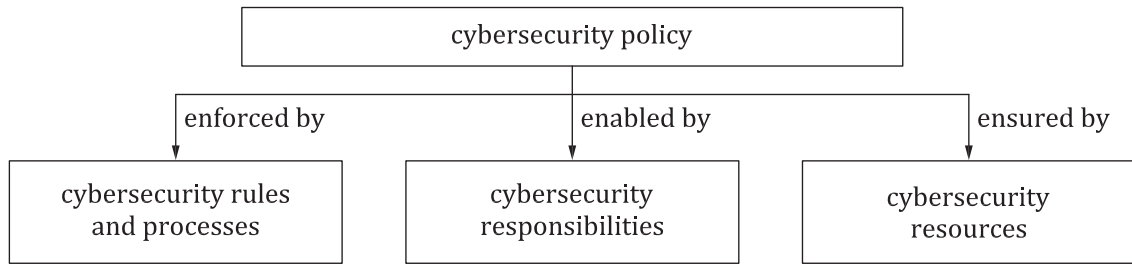 cybersecurity policy
enforced by
enabled by
ensured by
cybersecurity rules
and processes
cybersecurity
responsibilities
cybersecurity
resources